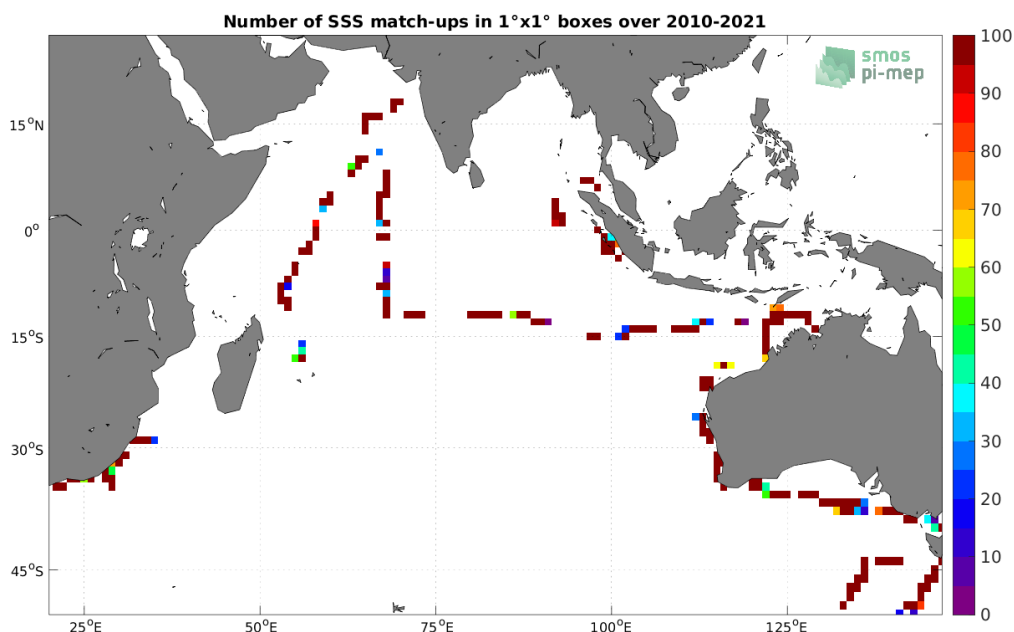 Number of SSS match-ups in 1°x1° boxes over 2010-2021
smos
pi-mep
15°N
0°
15°S
30°S
45°S
25°E
50°E
75°E
100°E
125°E
100
90
80
70
60
50
40
30
20
10
0